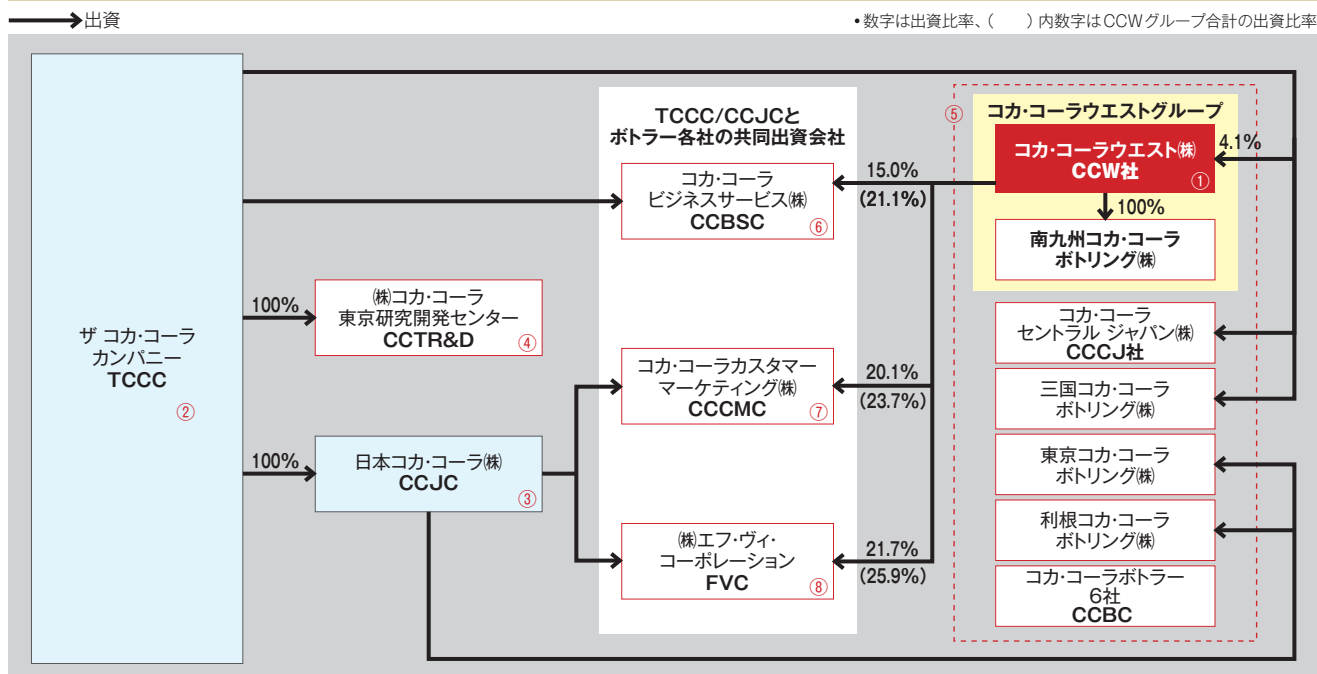 出資
•数字は出資比率、(　　)内数字はCCWグループ合計の出資比率
ザ コカ・コーラ
カンパニー
TCCC
②
100%
㈱コカ・コーラ
東京研究開発センター
CCTR&D
④
100%
日本コカ・コーラ㈱
CCJC
③
TCCC/CCJCと
ボトラー各社の共同出資会社
コカ・コーラ
ビジネスサービス㈱
CCBSC
⑥
コカ・コーラカスタマー
マーケティング㈱
CCCMC
⑦
㈱エフ・ヴィ・
コーポレーション
FVC
⑧
15.0%
(21.1%)
20.1%
(23.7%)
21.7%
(25.9%)
⑤
コカ・コーラウエストグループ
コカ・コーラウエスト㈱
CCW社
①
4.1%
100%
南九州コカ・コーラ
ボトリング㈱
コカ・コーラ
セントラル ジャパン㈱
CCCJ社
三国コカ・コーラ
ボトリング㈱
東京コカ・コーラ
ボトリング㈱
利根コカ・コーラ
ボトリング㈱
コカ・コーラボトラー
6社
CCBC